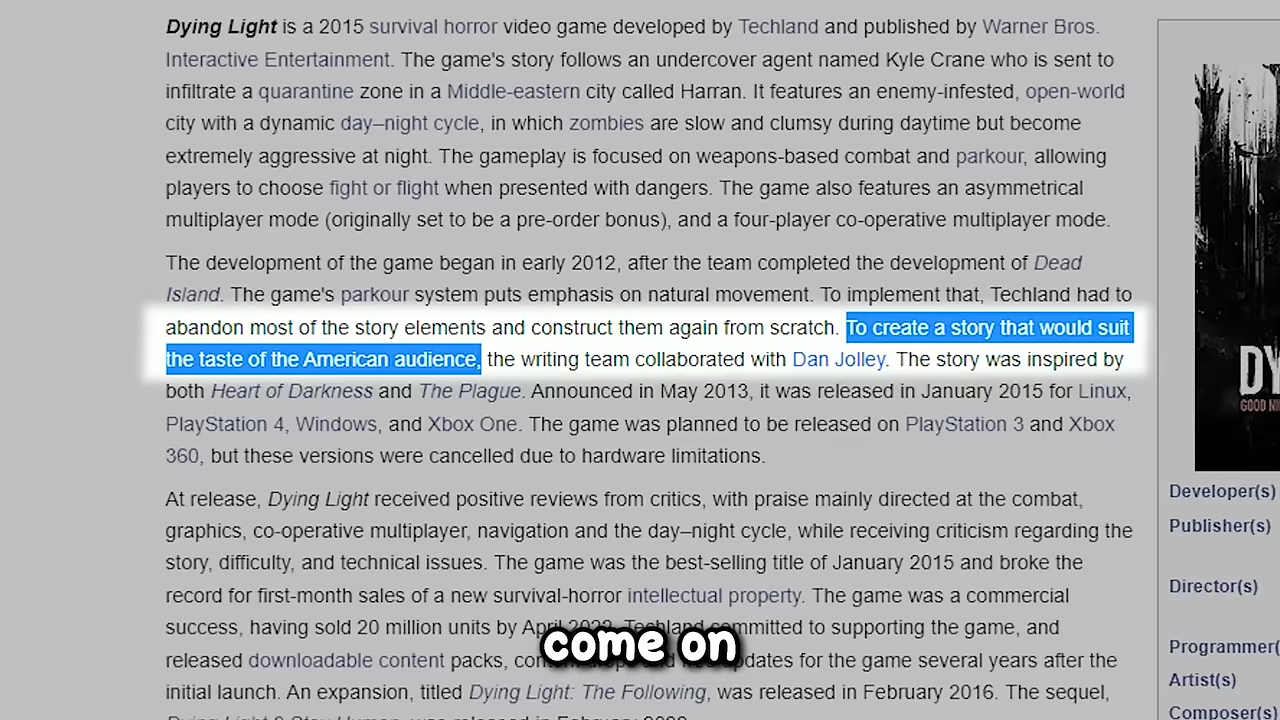 Dying Light is a 2015 survival horror video game developed by Techland and published by Warner Bros.
Interactive Entertainment. The game's story follows an undercover agent named Kyle Crane who is sent to
infiltrate a quarantine zone in a Middle-eastern city called Harran. It features an enemy-infested, open-world
city with a dynamic day–night cycle, in which zombies are slow and clumsy during daytime but become
extremely aggressive at night. The gameplay is focused on weapons-based combat and parkour, allowing
players to choose fight or flight when presented with dangers. The game also features an asymmetrical
multiplayer mode (originally set to be a pre-order bonus), and a four-player co-operative multiplayer mode.
The development of the game began in early 2012, after the team completed the development of Dead
Island. The game's parkour system puts emphasis on natural movement. To implement that, Techland had to
abandon most of the story elements and construct them again from scratch. To create a story that would suit
the taste of the American audience, the writing team collaborated with Dan Jolley. The story was inspired by
both Heart of Darkness and The Plague. Announced in May 2013, it was released in January 2015 for Linux,
PlayStation 4, Windows, and Xbox One. The game was planned to be released on PlayStation 3 and Xbox
360, but these versions were cancelled due to hardware limitations.
At release, Dying Light received positive reviews from critics, with praise mainly directed at the combat,
graphics, co-operative multiplayer, navigation and the day–night cycle, while receiving criticism regarding the
story, difficulty, and technical issues. The game was the best-selling title of January 2015 and broke the
record for first-month sales of a new survival-horror intellectual property. The game was a commercial
success, having sold 20 million units by April 2022. Techland committed to supporting the game, and
released downloadable content packs, updates for the game several years after the
initial launch. An expansion, titled Dying Light: The Following, was released in February 2016. The sequel,
come on
DY
GOOD NI
Developer(s)
Publisher(s)
Director(s)
Programmer(
Artist(s)
Composer(s)